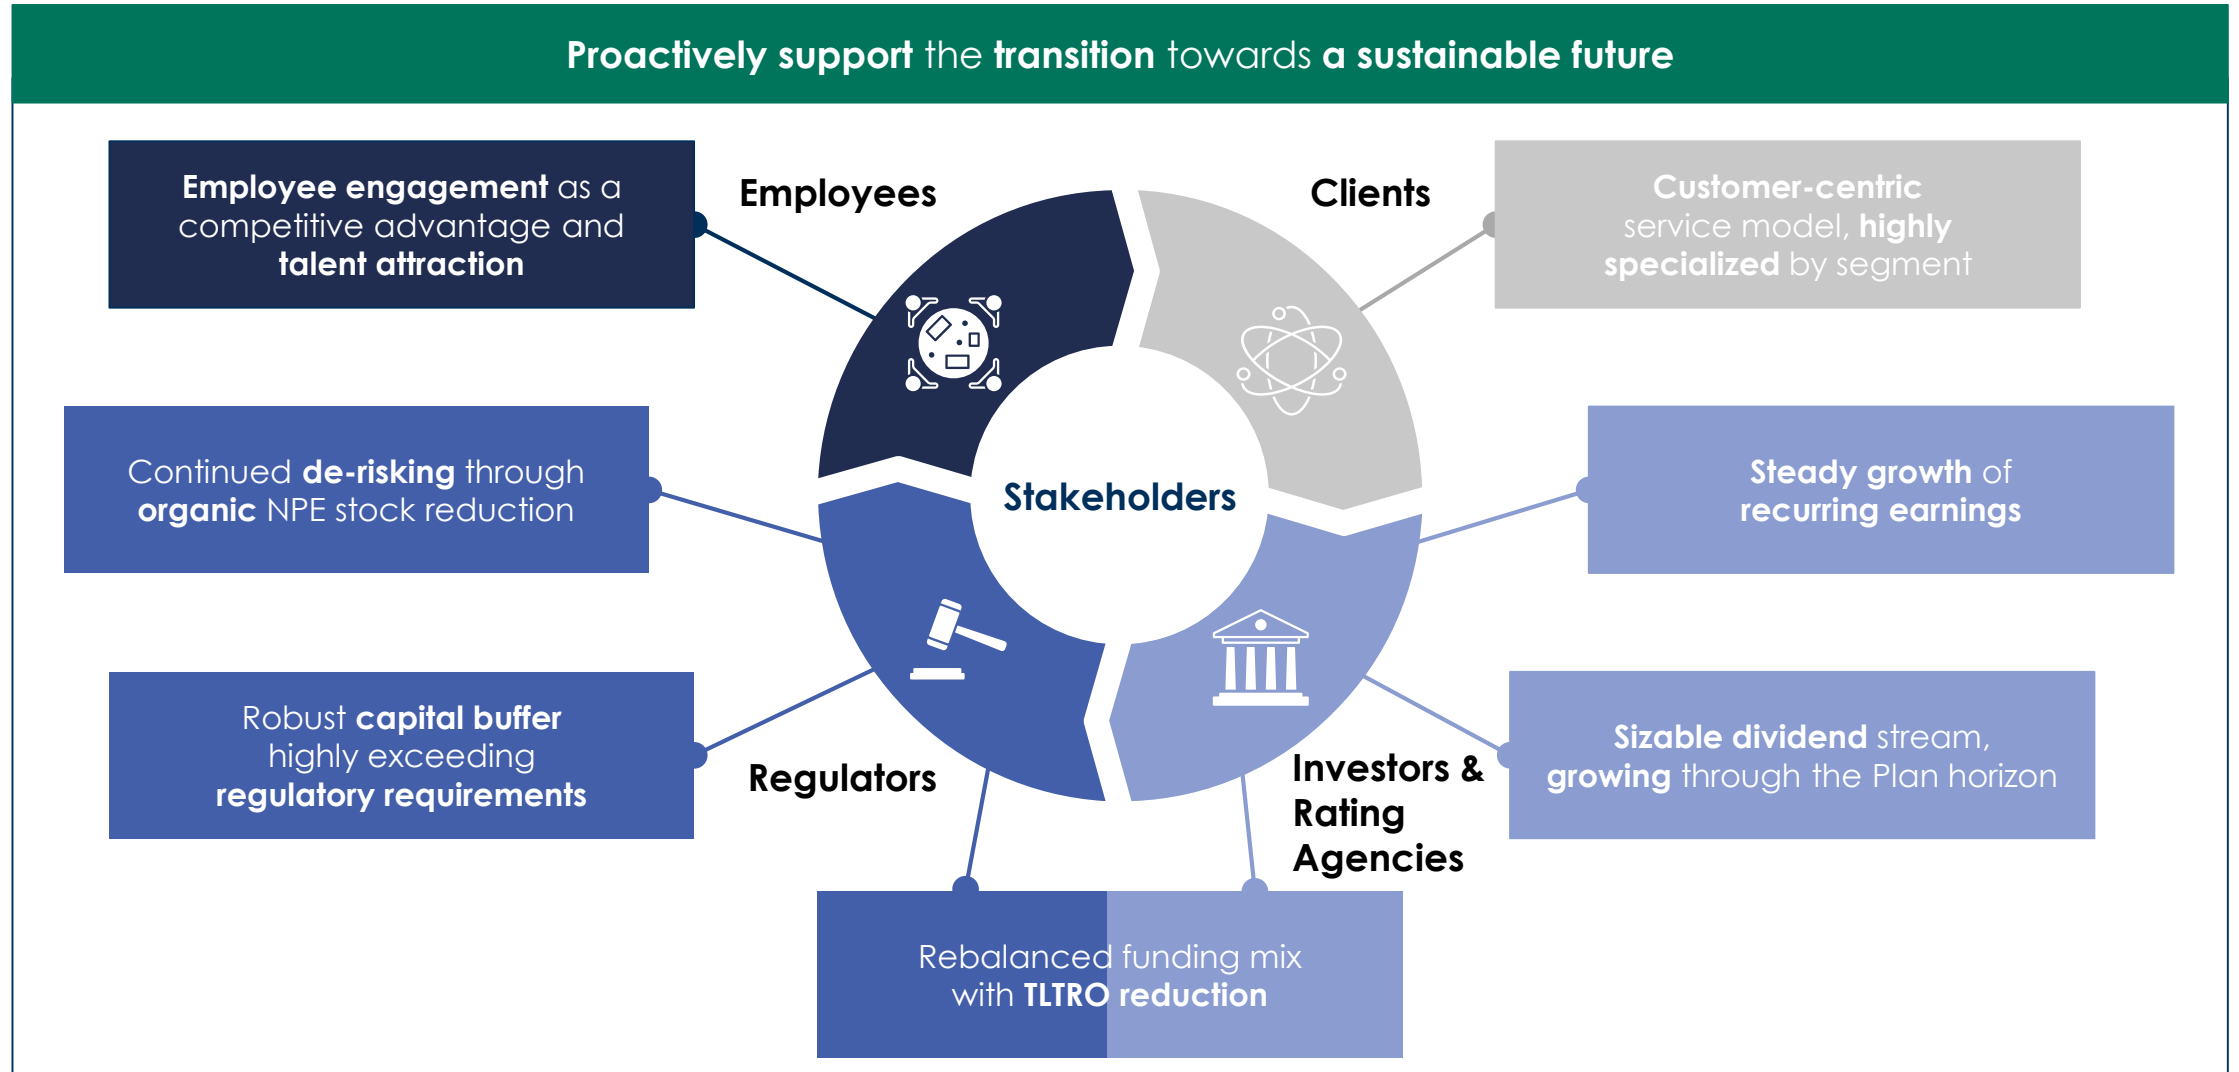 Proactively support the transition towards a sustainable future
Employee engagement as a
competitive advantage and
talent attraction
Employees
Clients
Customer-centric
service model, highly
specialized by segment
Continued de-risking through
organic NPE stock reduction
Stakeholders
Steady growth of
recurring earnings
Robust capital buffer
highly exceeding
regulatory requirements
Regulators
Investors &
Rating
Agencies
Sizable dividend stream,
growing through the Plan horizon
Rebalanced funding mix
with TLTRO reduction